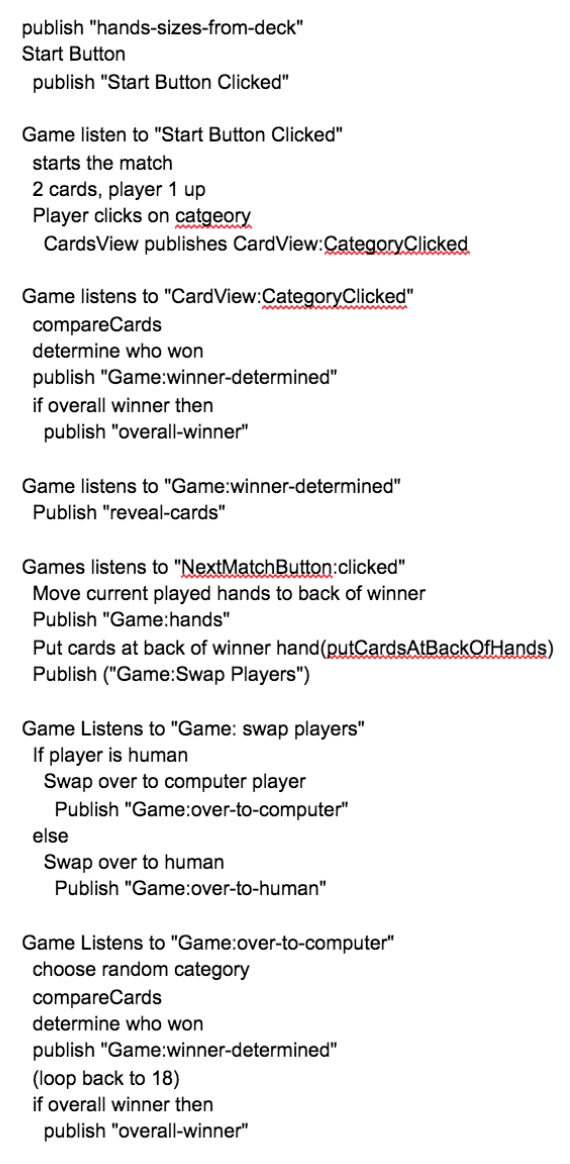 publish "hands-sizes-from-deck"
Start Button
publish "Start Button Clicked"
Game listen to "Start Button Clicked"
starts the match
2 cards, player 1 up
Player clicks on catgeory
CardsView publishes CardView:CategoryClicked
Game listens to "CardView:CategoryClicked"
compareCards
determine who won
publish "Game:winner-determined"
if overall winner then
publish "overall-winner"
Game listens to "Game:winner-determined"
Publish "reveal-cards"
Games listens to "NextMatchButton:clicked"
Move current played hands to back of winner
Publish "Game:hands"
Put cards at back of winner hand(putCardsAtBackOfHands)
Publish ("Game:Swap Players")
Game Listens to "Game: swap players"
If player is human
Swap over to computer player
Publish "Game:over-to-computer"
else
Swap over to human
Publish "Game:over-to-human"
Game Listens to "Game:over-to-computer"
choose random category
compareCards
determine who won
publish "Game:winner-determined"
(loop back to 18)
if overall winner then
publish "overall-winner"